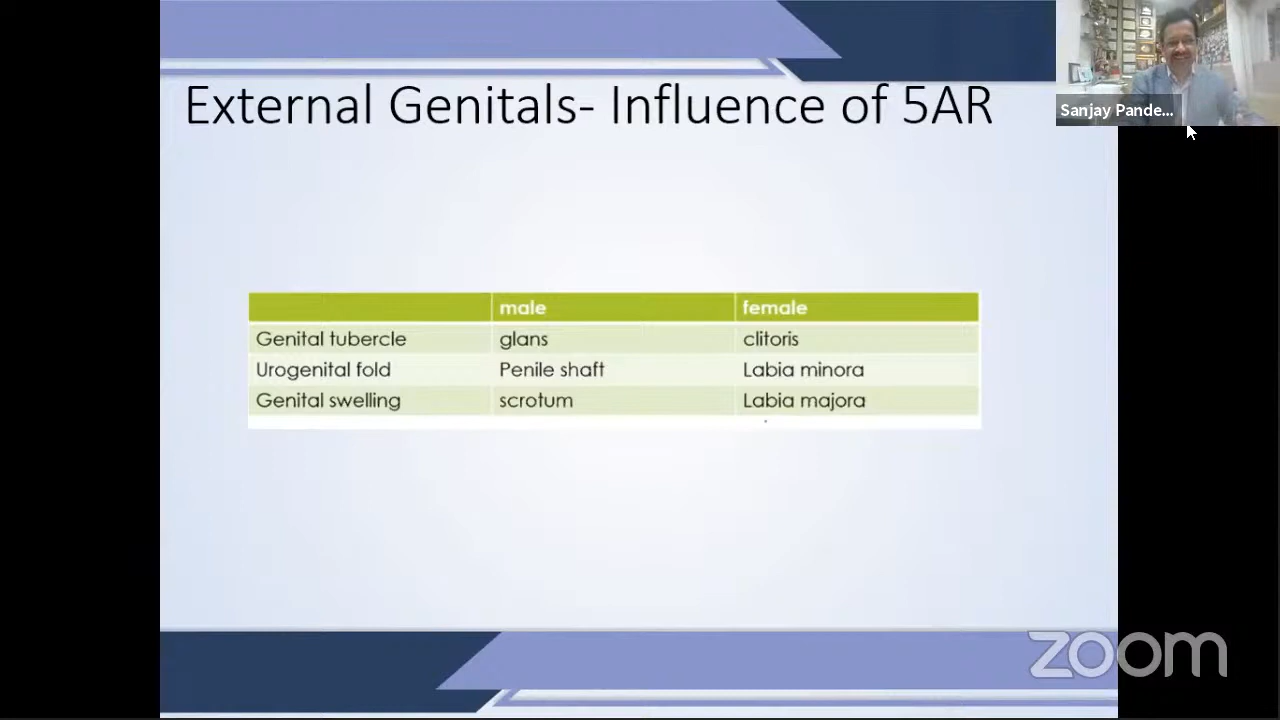 External Genitals- Influence of 5AR
Sanjay Pande...
male female
Genital tubercle glans clitoris
Urogenital fold Penile shaft Labia minora
Genital swelling scrotum Labia majora
zoom